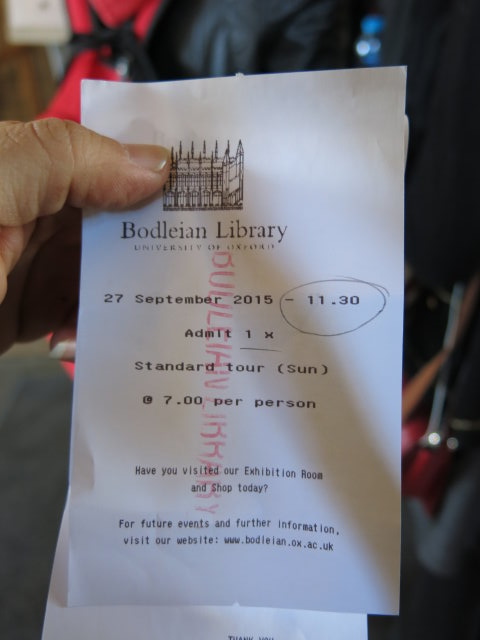 Bodleian Library
UNIVERSITY OF OXFORD
27 September 2015 - 11.30
Admit 1 x
Standard tour (Sun)
@ 7.00 per person
BODLEIAN LIBRARY
Have you visited our Exhibition Room
and Shop today?
For future events and further information,
visit our website: www.bodleian.ox.ac.uk
THANK YOU